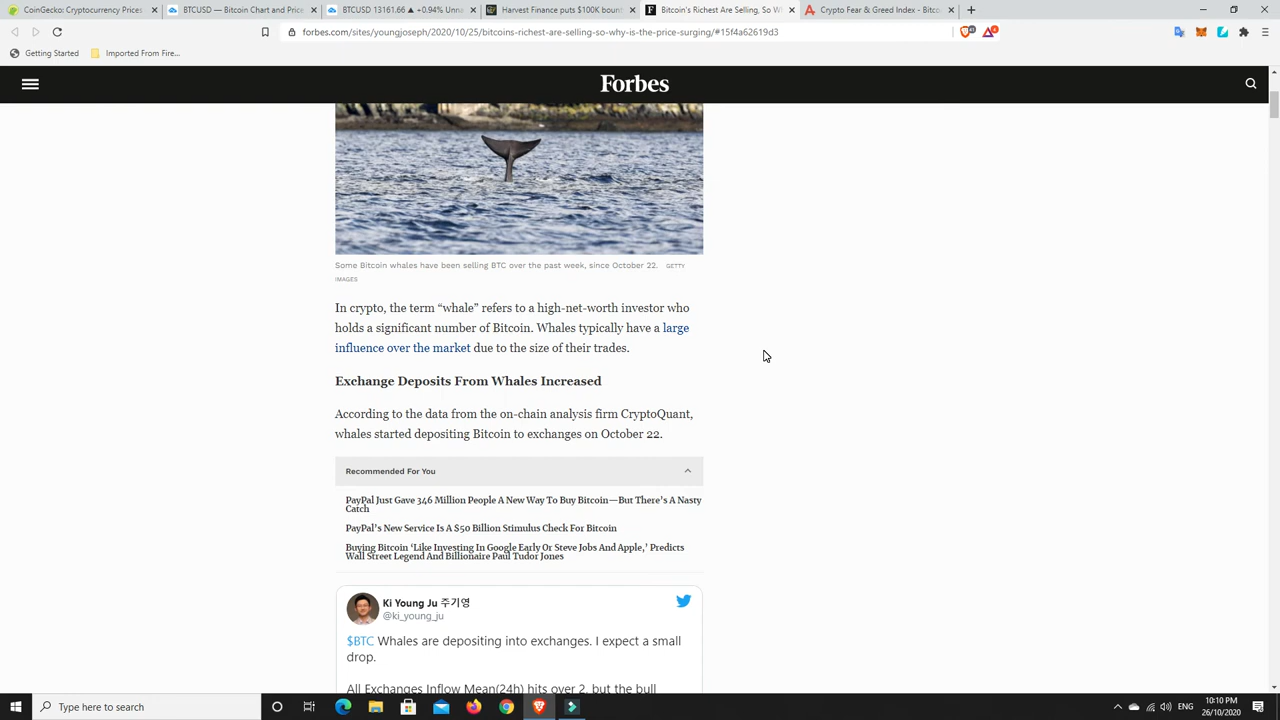 CoinGecko: Cryptocurrency Prices
BTCUSD — Bitcoin Chart and Price
BTCUSD 13161.66 ▲ +0.94% Unna
Harvest Finance puts $100K boun
Bitcoin's Richest Are Selling, So W
Crypto Fear & Greed Index - Bitco
forbes.com/sites/youngjoseph/2020/10/25/bitcoins-richest-are-selling-so-why-is-the-price-surging/#15f4a62619d3
Getting Started
Imported From Fire...
Forbes
Some Bitcoin whales have been selling BTC over the past week, since October 22. GETTY
IMAGES
In crypto, the term “whale” refers to a high-net-worth investor who
holds a significant number of Bitcoin. Whales typically have a large
influence over the market due to the size of their trades.
Exchange Deposits From Whales Increased
According to the data from the on-chain analysis firm CryptoQuant,
whales started depositing Bitcoin to exchanges on October 22.
Recommended For You
PayPal Just Gave 346 Million People A New Way To Buy Bitcoin—But There’s A Nasty
Catch
PayPal’s New Service Is A $50 Billion Stimulus Check For Bitcoin
Buying Bitcoin ‘Like Investing In Google Early Or Steve Jobs And Apple,’ Predicts
Wall Street Legend And Billionaire Paul Tudor Jones
Ki Young Ju 주기영
@ki_young_ju
$BTC Whales are depositing into exchanges. I expect a small
drop.
All Exchanges Inflow Mean(24h) hits over 2, but the bull
Type here to search
ENG
10:10 PM
26/10/2020